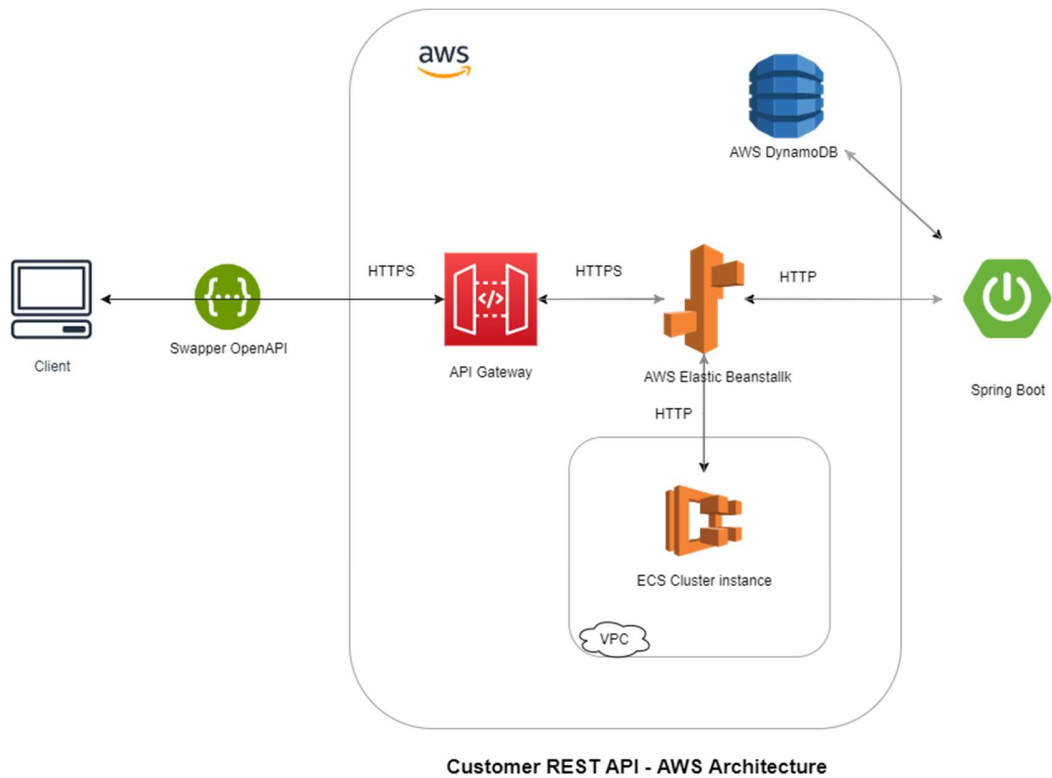 aws
AWS DynamoDB
HTTPS
HTTPS
HTTP
Swapper OpenAPI
Client
API Gateway
AWS Elastic Beanstallk
Spring Boot
HTTP
ECS Cluster instance
VPC
Customer REST API - AWS Architecture